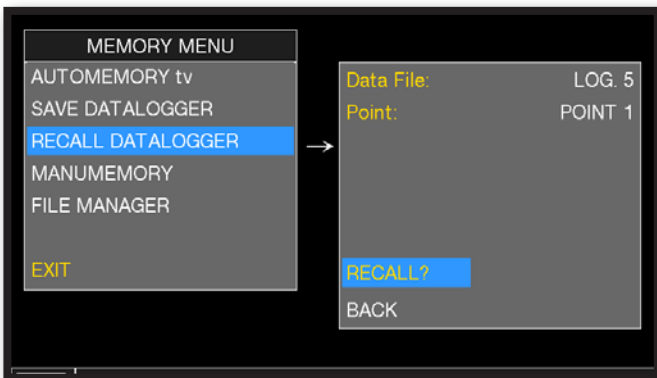 MEMORY MENU
AUTOMEMORY tv
SAVE DATALOGGER
RECALL DATALOGGER
MANUMEMORY
FILE MANAGER
EXIT
→
Data File: LOG. 5
Point: POINT 1
RECALL?
BACK